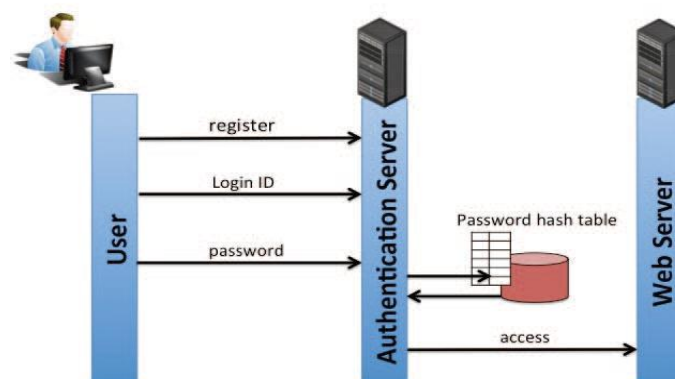 register
Login ID
password
User
Authentication Server
Password hash table
access
Web Server